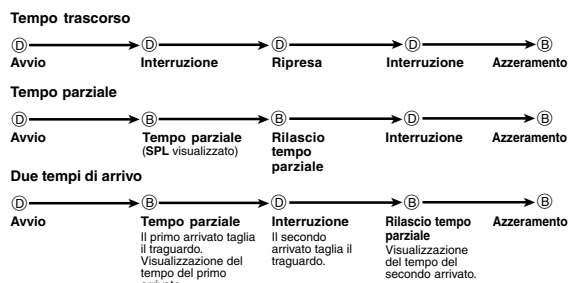 Tempo trascorso
Ⓓ Ⓓ Ⓓ Ⓓ Ⓑ
Avvio Interruzione Ripresa Interruzione Azzeramento
Tempo parziale
Ⓓ Ⓑ Ⓑ Ⓓ Ⓑ
Avvio Tempo parziale Rilascio Interruzione Azzeramento
(SPL visualizzato) tempo
parziale
Due tempi di arrivo
Ⓓ Ⓑ Ⓓ Ⓑ Ⓑ
Avvio Tempo parziale Interruzione Rilascio tempo Azzeramento
parziale
Il primo arrivato taglia
il traguardo.
Visualizzazione del
tempo del primo
Il secondo
arrivato taglia il
traguardo.
Visualizzazione
del tempo del
secondo arrivato.